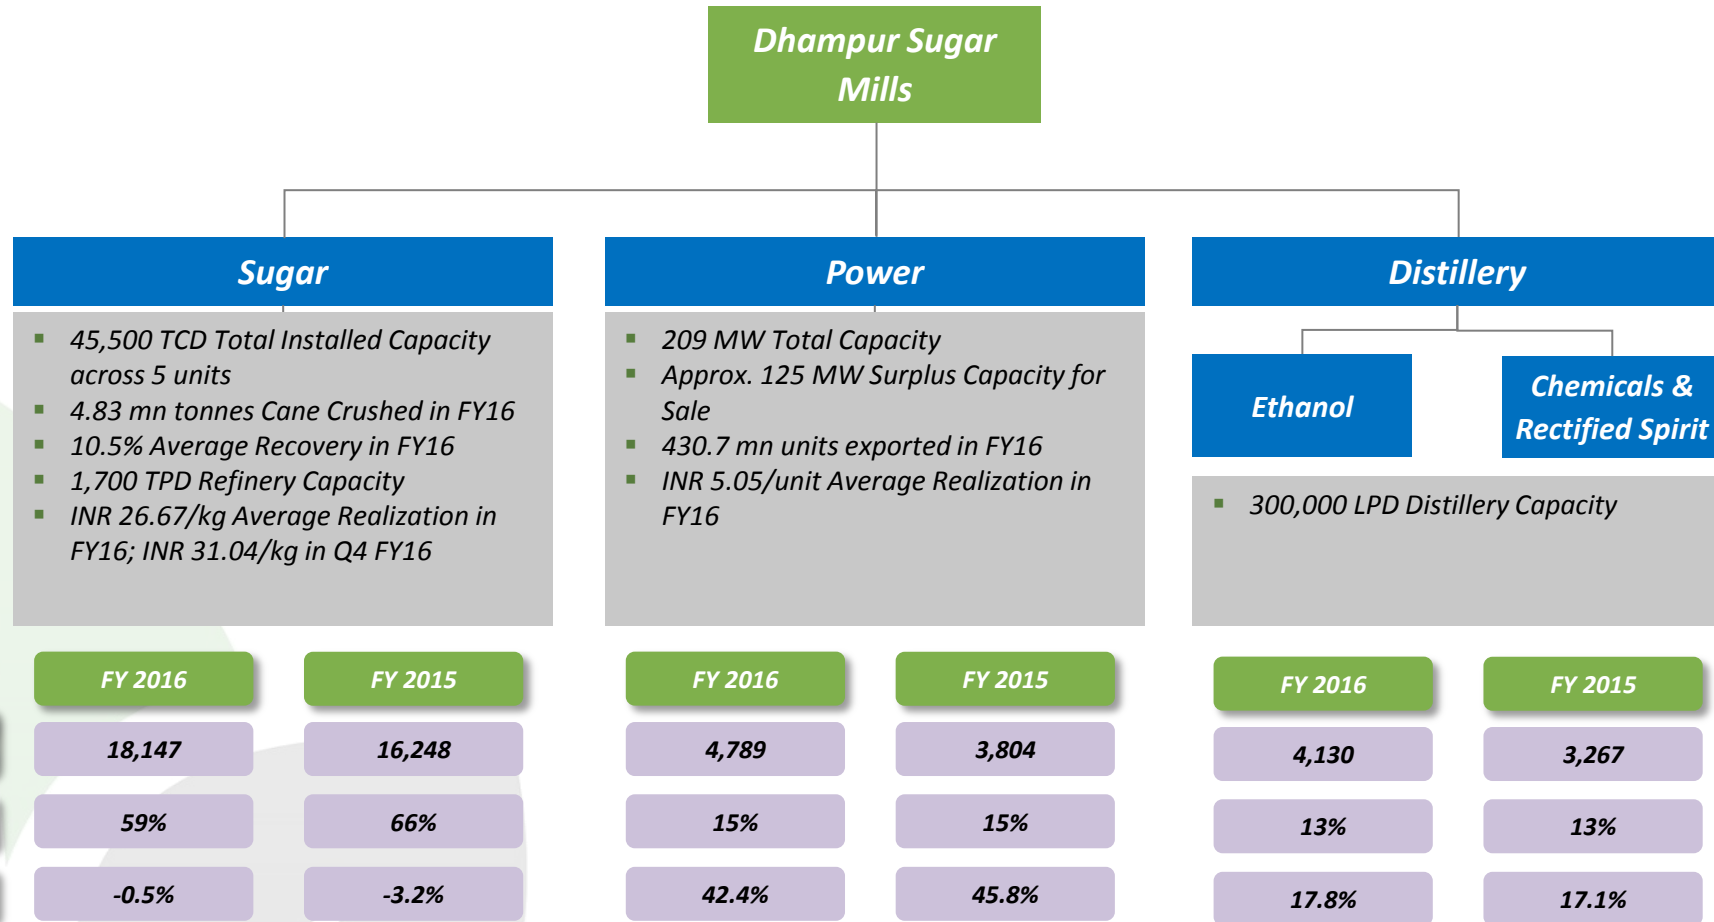 Dhampur Sugar
Mills
Sugar
Power
Distillery
45,500 TCD Total Installed Capacity
across 5 units
4.83 mn tonnes Cane Crushed in FY16
10.5% Average Recovery in FY16
1,700 TPD Refinery Capacity
INR 26.67/kg Average Realization in
FY16; INR 31.04/kg in Q4 FY16
209 MW Total Capacity
Approx. 125 MW Surplus Capacity for
Sale
430.7 mn units exported in FY16
INR 5.05/unit Average Realization in
FY16
Ethanol
Chemicals &
Rectified Spirit
300,000 LPD Distillery Capacity
FY 2016 FY 2015 FY 2016 FY 2015 FY 2016 FY 2015
18,147 16,248 4,789 3,804 4,130 3,267
59% 66% 15% 15% 13% 13%
-0.5% -3.2% 42.4% 45.8% 17.8% 17.1%